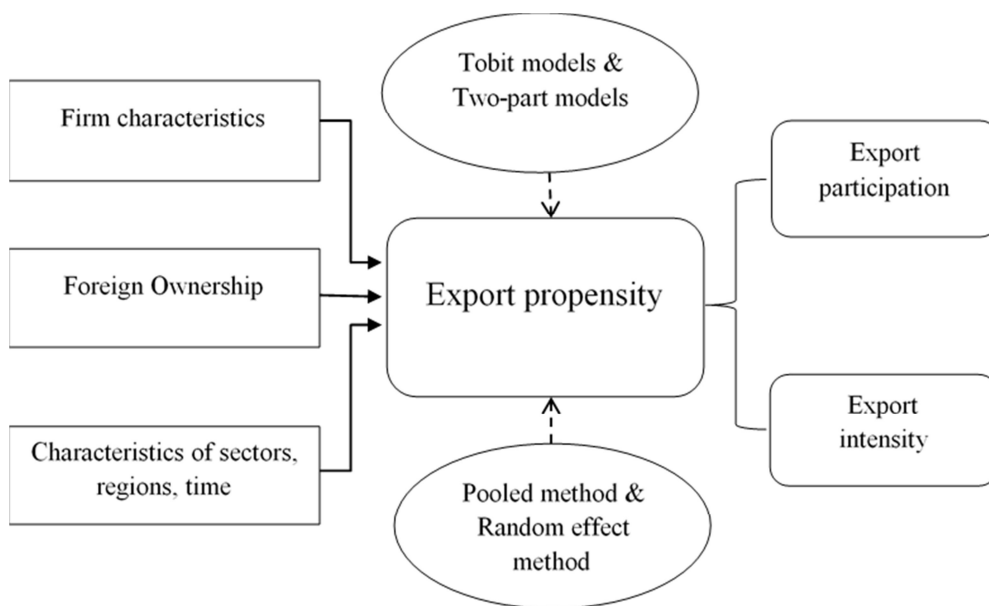 Firm characteristics
Foreign Ownership
Characteristics of sectors,
regions, time
Tobit models &
Two-part models
Export propensity
Pooled method &
Random effect
method
Export
participation
Export
intensity